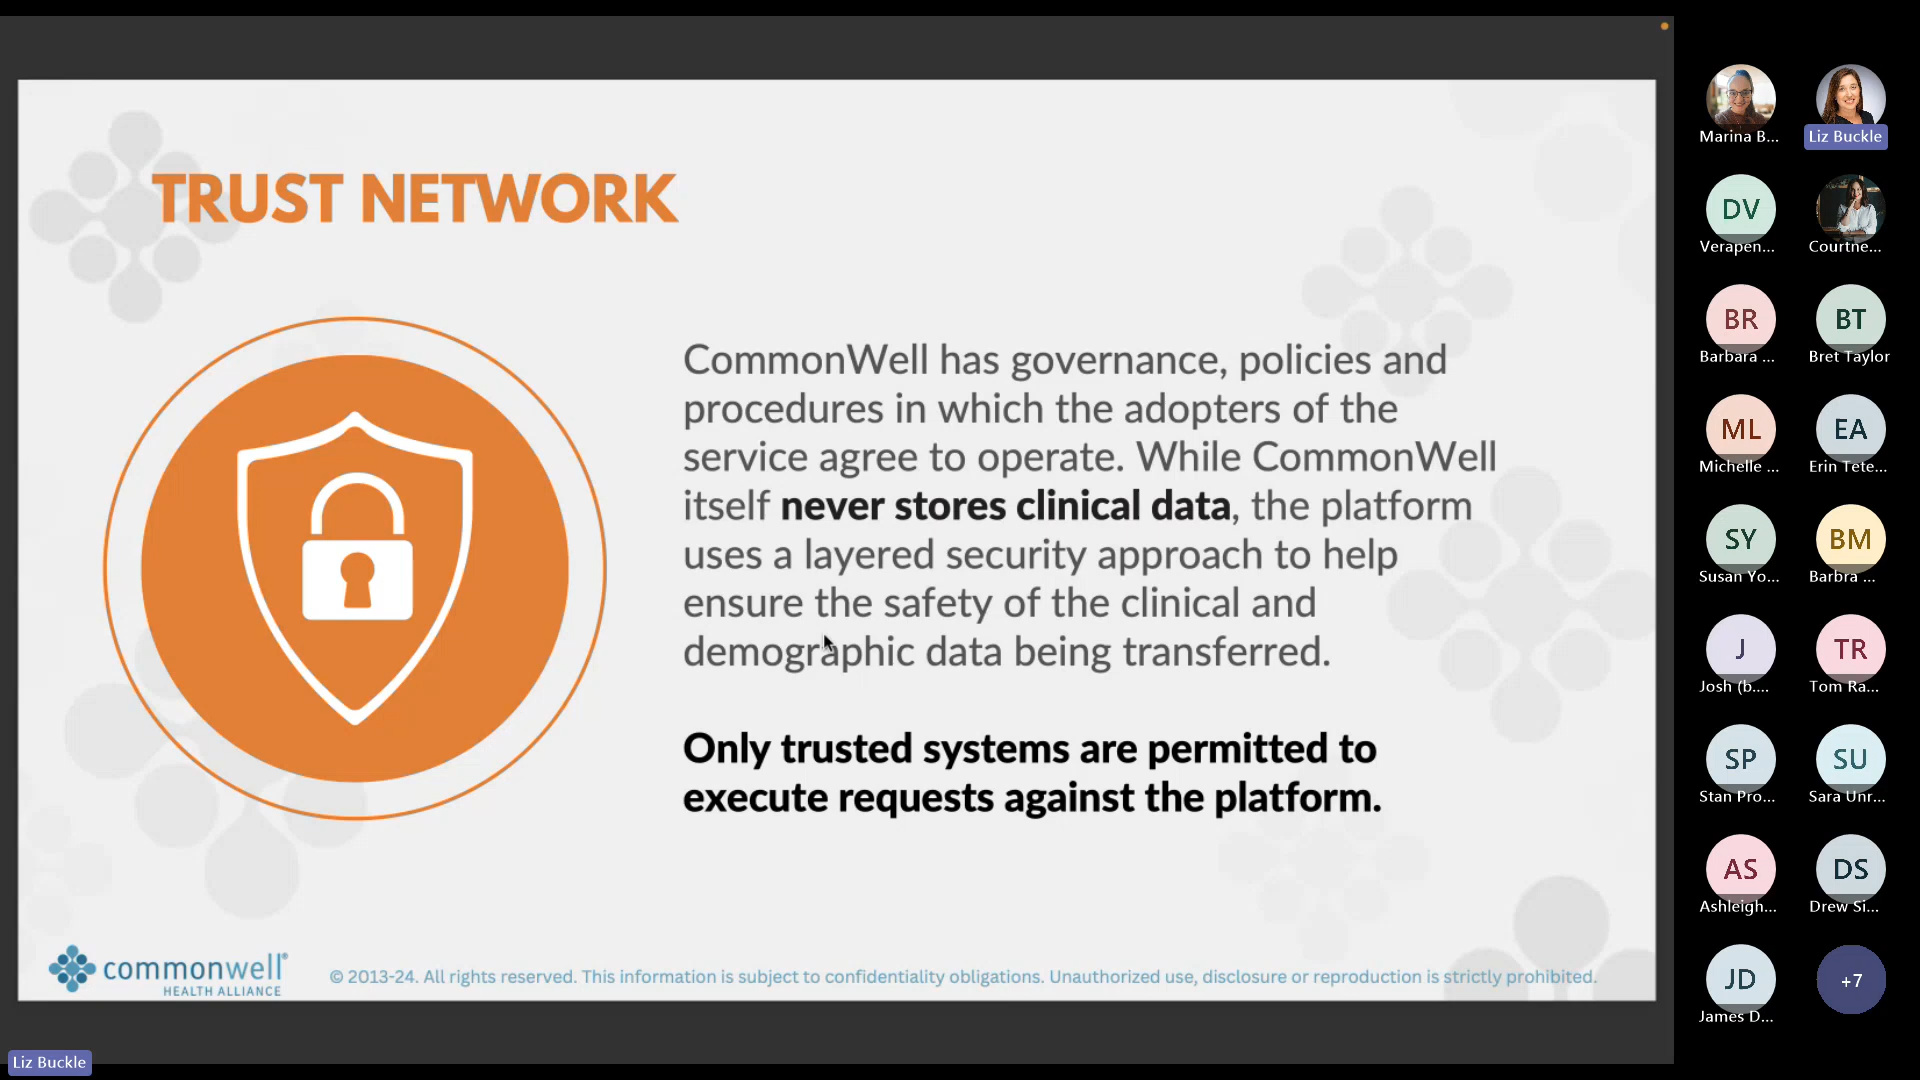 TRUST NETWORK
CommonWell has governance, policies and
procedures in which the adopters of the
service agree to operate. While CommonWell
itself never stores clinical data, the platform
uses a layered security approach to help
ensure the safety of the clinical and
demographic data being transferred.
Only trusted systems are permitted to
execute requests against the platform.
commonwell®
HEALTH ALLIANCE
© 2013-24. All rights reserved. This information is subject to confidentiality obligations. Unauthorized use, disclosure or reproduction is strictly prohibited.
Liz Buckle
Marina B...
Liz Buckle
DV
Verapen...
Courtne...
BR
Barbara ...
BT
Bret Taylor
ML
Michelle ...
EA
Erin Tete...
SY
Susan Yo...
BM
Barbra ...
J
Josh (b....
TR
Tom Ra...
SP
Stan Pro...
SU
Sara Unr...
AS
Ashleigh...
DS
Drew Si...
JD
James D...
+7